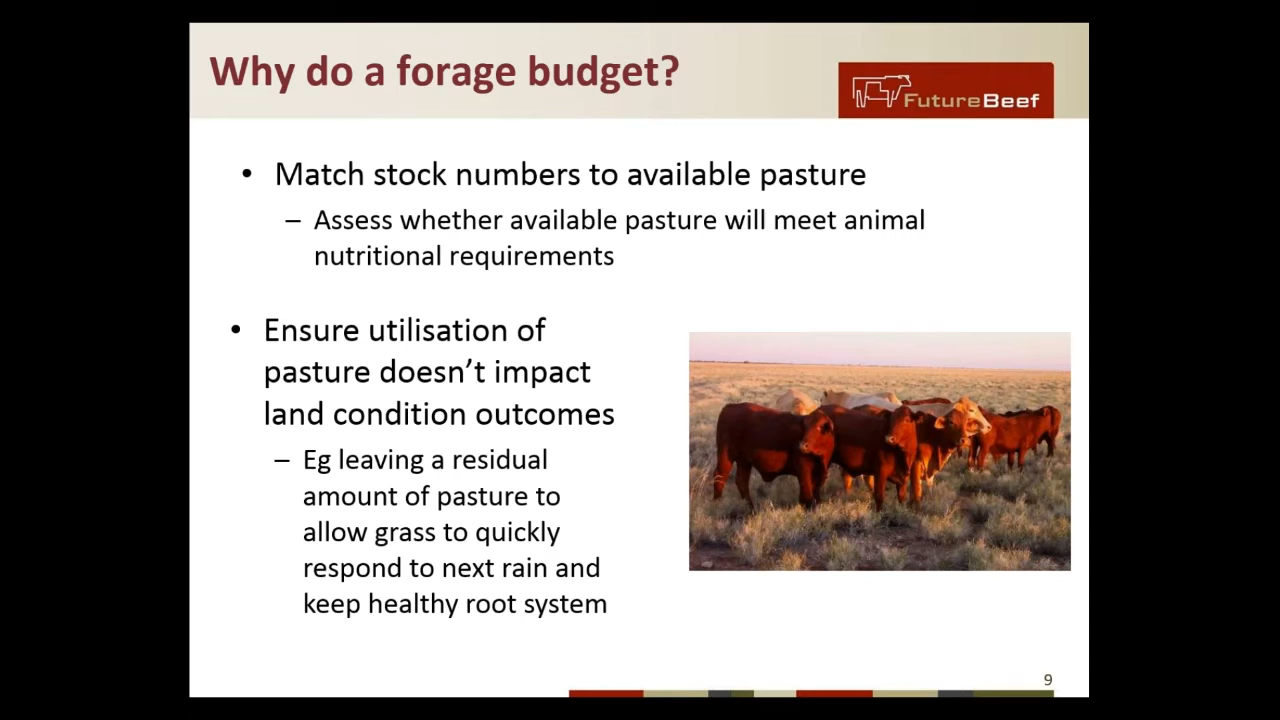 Why do a forage budget?
FutureBeef
• Match stock numbers to available pasture
– Assess whether available pasture will meet animal
nutritional requirements
• Ensure utilisation of
pasture doesn’t impact
land condition outcomes
– Eg leaving a residual
amount of pasture to
allow grass to quickly
respond to next rain and
keep healthy root system
9